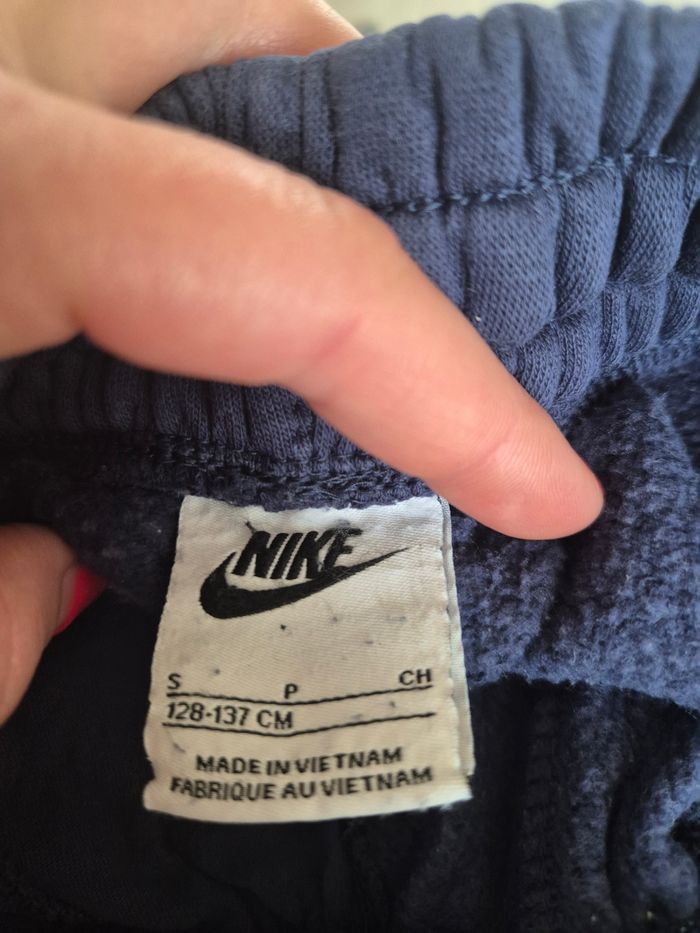 NIKE
S P CH
128-137 CM
MADE IN VIETNAM
FABRIQUE AU VIETNAM